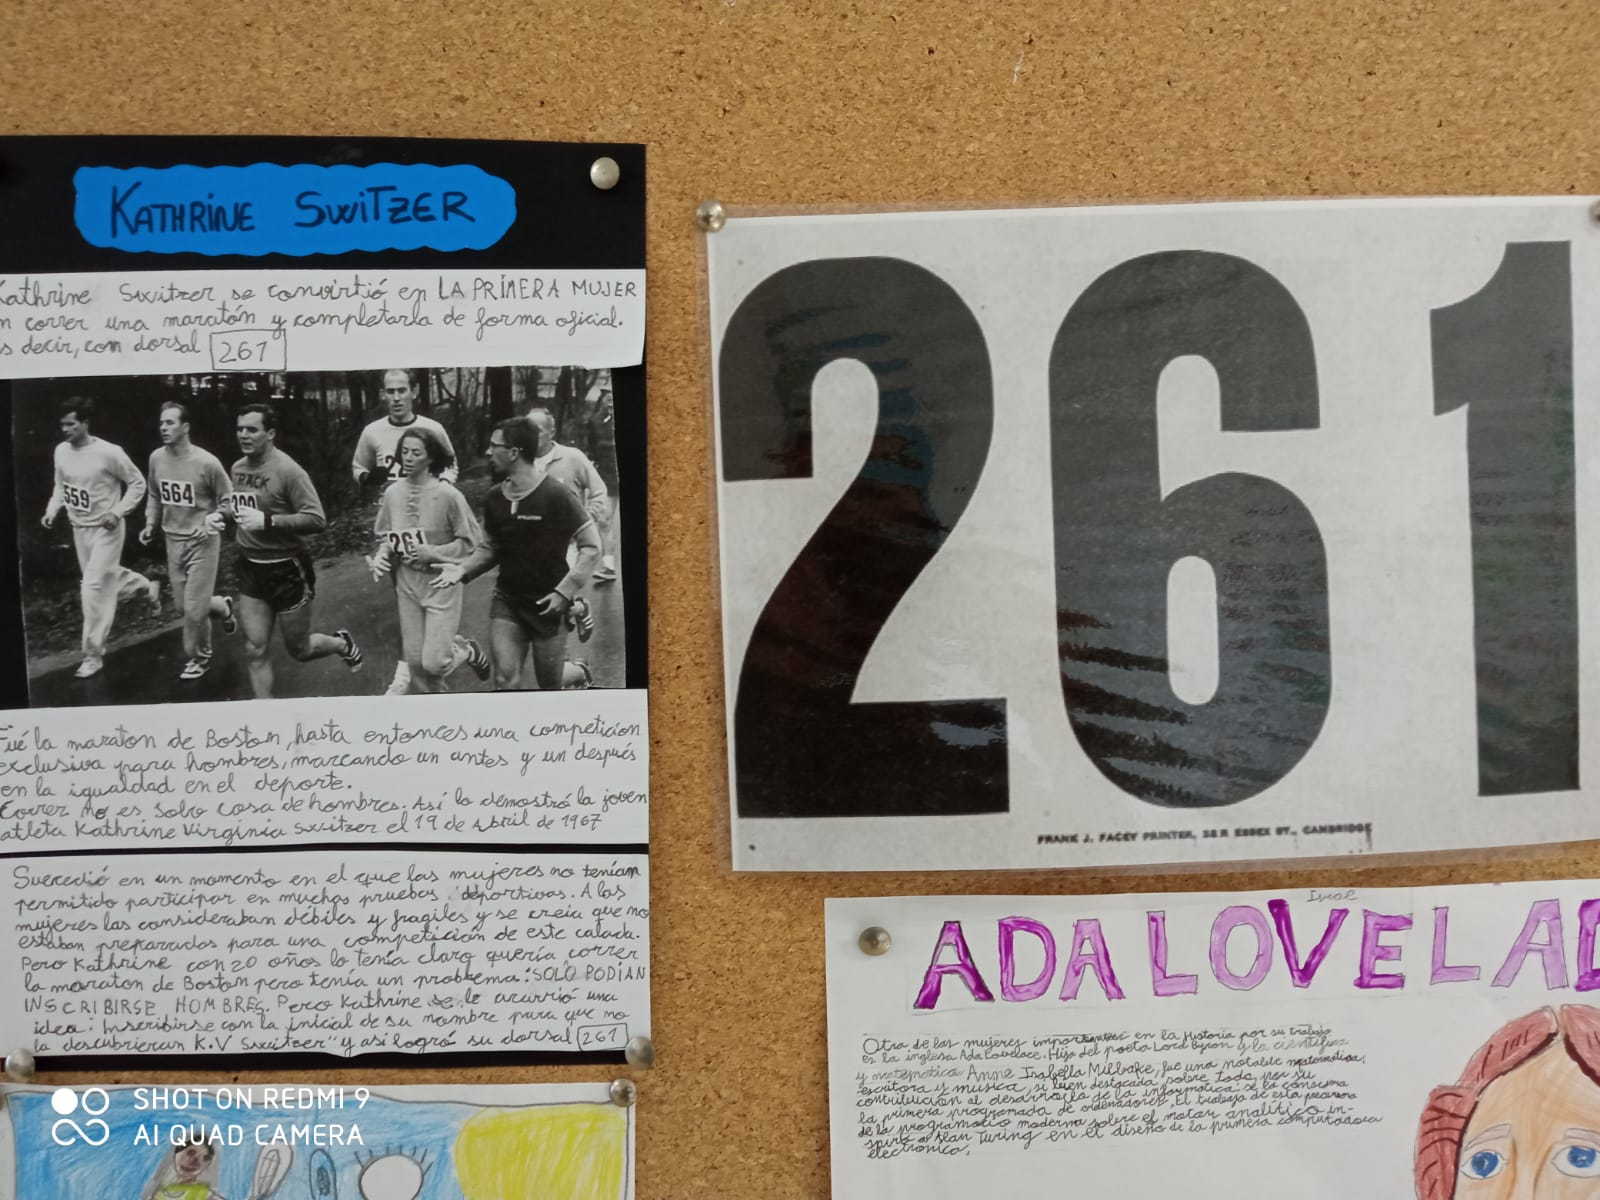 KATHRINE SWITZER
Kathrine Switzer se convirtió en LA PRIMERA MUJER
en correr una maratón y completarla de forma oficial.
es decir, con dorsal 261
559
564
TRACK
390
261
Fué la maraton de Boston, hasta entonces una competicion
exclusiva para hombres, marcando un antes y un después
en la igualdad en el deporte.
Correr no es solo cosa de hombres. Así lo demostró la joven
atleta Kathrine Virginia Switzer el 19 de Abril de 1967
Sucedió en un momento en el que las mujeres no tenían
permitido participar en muchas pruebas deportivas. A las
mujeres las consideraban débiles y fragiles y se creia que no
estaban preparadas para una competición de este calada.
Pero Kathrine con 20 años lo tenía claro quería correr
la maraton de Boston pero tenía un problema: SOLO PODÍAN
INSCRIBIRSE HOMBRES. Pero Kathrine se le ocurrió una
idea: Inscribirse con la inicial de su nombre para que no
la descubrieran K.V Switzer" y asi logró su dorsal 261
261
FRANK J. FACEY PRINTER, 38 R ESSEX ST., CAMBRIDGE
ADA LOVELAD
Otra de las mujeres importantes en la Historia por su trabajo
es la inglesa Ada Lovelace. Hija del poeta Lord Byron y la científica
y matemática Anne Isabella Milbake, fue una notable matemática,
escritora y música, si bien destacada sobre todo, por su
contribución al desarrollo de la informática: se la considera
la primera programada de ordenadores. El trabajo de esta precursora
de la programatio moderna sobre el motor analítico in-
spiró a Alan Turing en el diseño de la primera computadora
electrónica.
SHOT ON REDMI 9
AI QUAD CAMERA